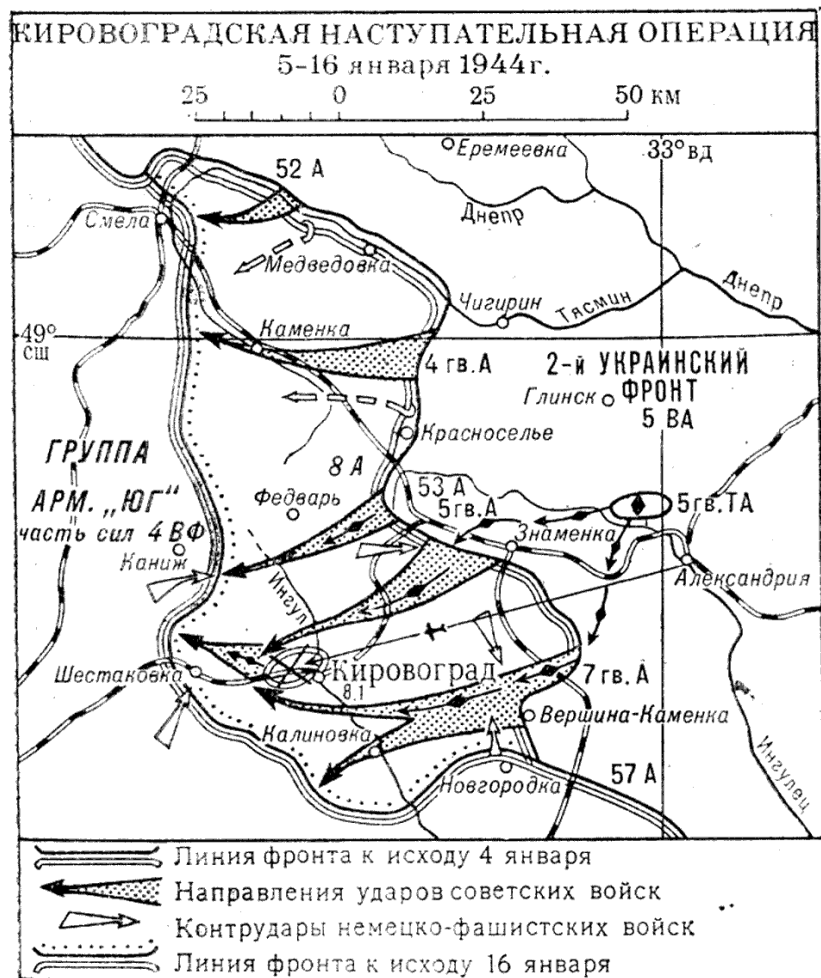 КИРОВОГРАДСКАЯ НАСТУПАТЕЛЬНАЯ ОПЕРАЦИЯ
5-16 января 1944г.
25 0 25 50 км
52 А
Еремеевка
33° вд
Смела
Днепр
Медведовка
Чигирин
Тясмин
Днепр
49°
сш
Каменка
4 гв. А
2-й УКРАИНСКИЙ
ФРОНТ
Глинск
5 ВА
Красноселье
ГРУППА
АРМ. „ЮГ"
часть сил 4 ВФ
8 А
53 А
5 гв. А
5 гв. ТА
Федварь
Знаменка
Каниж
Александрия
Ингул
Шестаковка
Кировоград
8.1
7 гв. А
Калиновка
Вершина-Каменка
Новгородка
57 А
Ингулец
Линия фронта к исходу 4 января
Направления ударов советских войск
Контрудары немецко-фашистских войск
Линия фронта к исходу 16 января